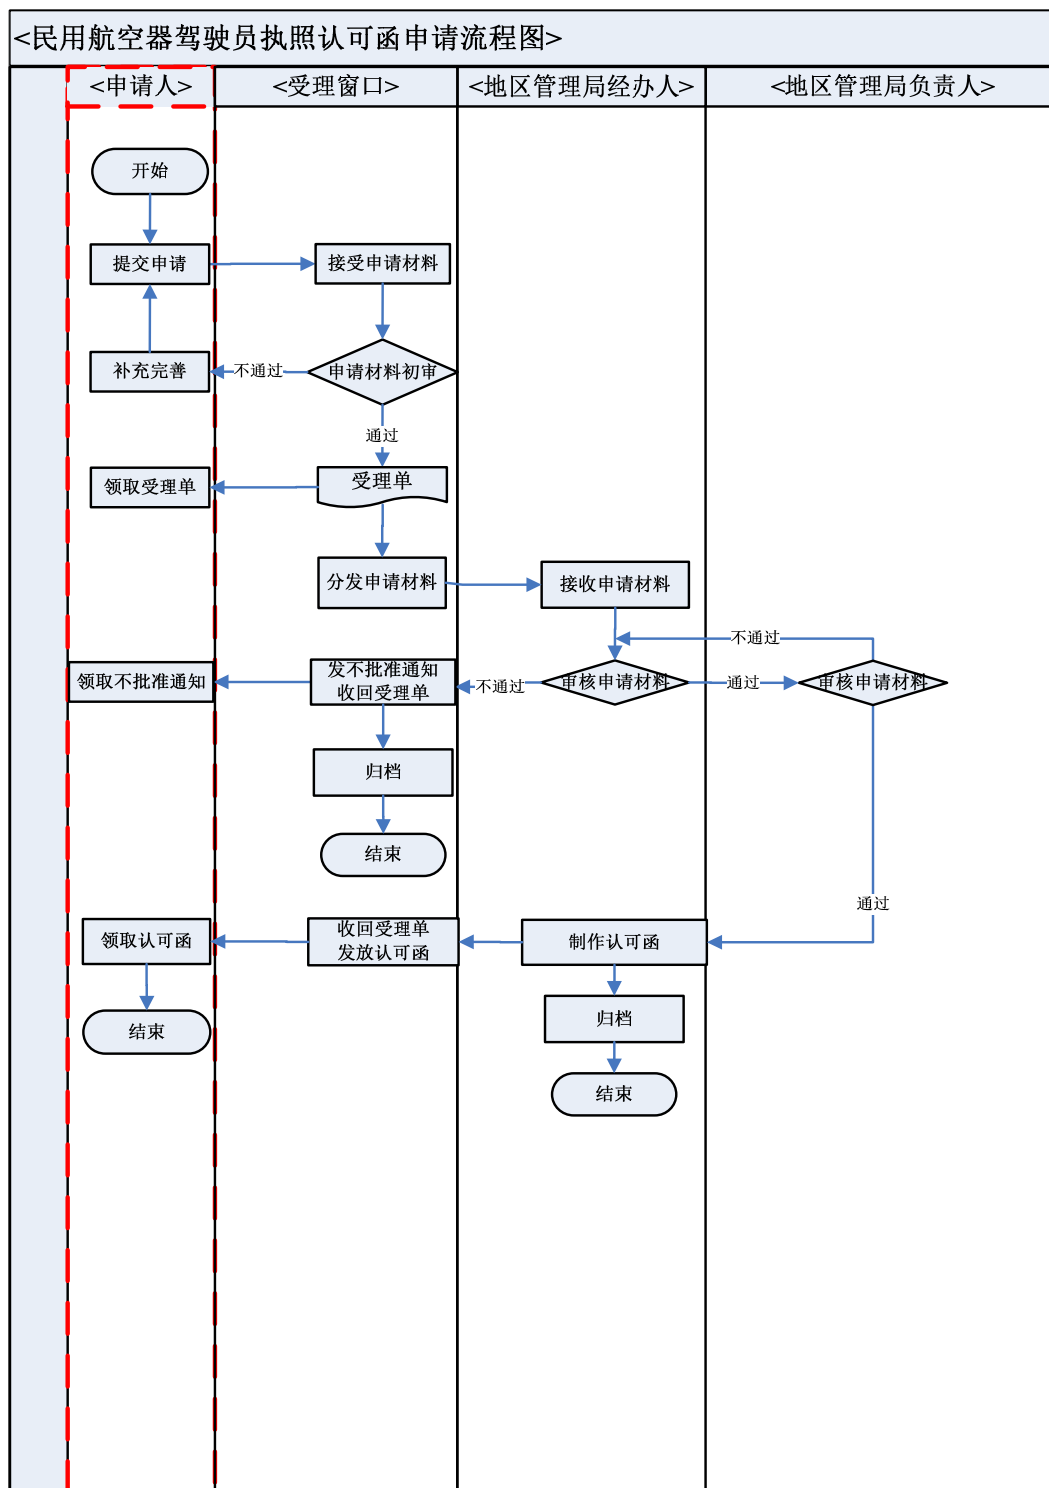 <民用航空器驾驶员执照认可函申请流程图>
<申请人>
<受理窗口>
<地区管理局经办人>
<地区管理局负责人>
开始
提交申请
接受申请材料
补充完善
不通过
申请材料初审
通过
领取受理单
受理单
分发申请材料
接收申请材料
不通过
领取不批准通知
发不批准通知
收回受理单
不通过
审核申请材料
通过
审核申请材料
归档
结束
通过
领取认可函
收回受理单
发放认可函
制作认可函
结束
归档
结束